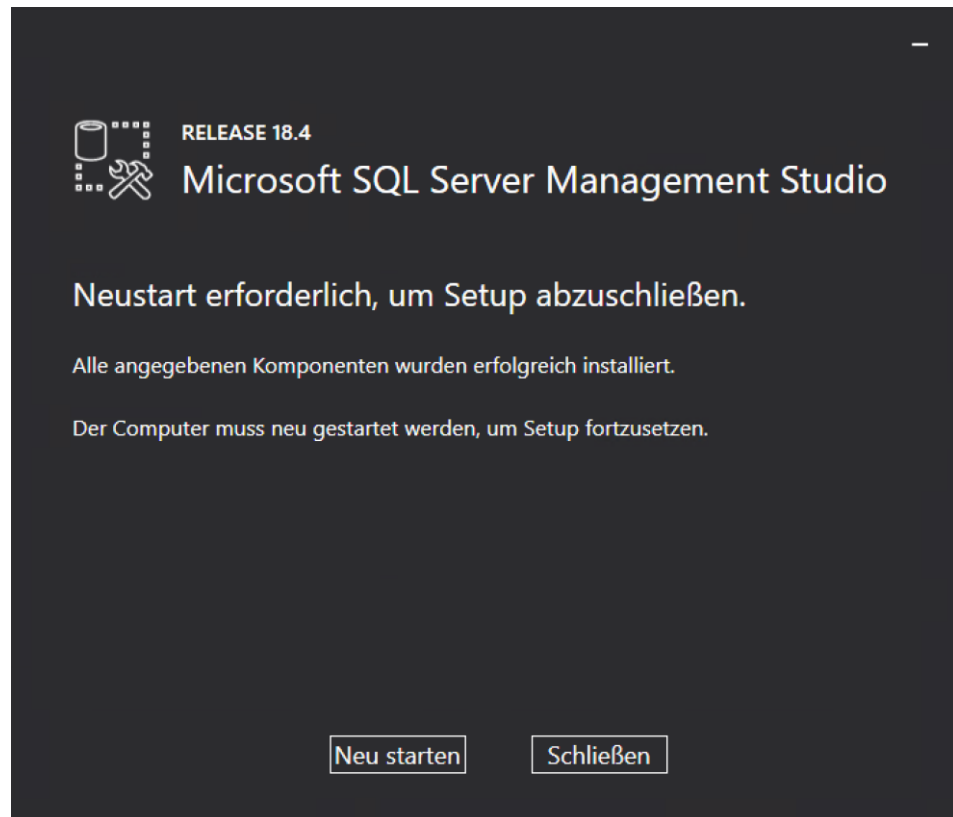 RELEASE 18.4
Microsoft SQL Server Management Studio
Neustart erforderlich, um Setup abzuschließen.
Alle angegebenen Komponenten wurden erfolgreich installiert.
Der Computer muss neu gestartet werden, um Setup fortzusetzen.
Neu starten
Schließen